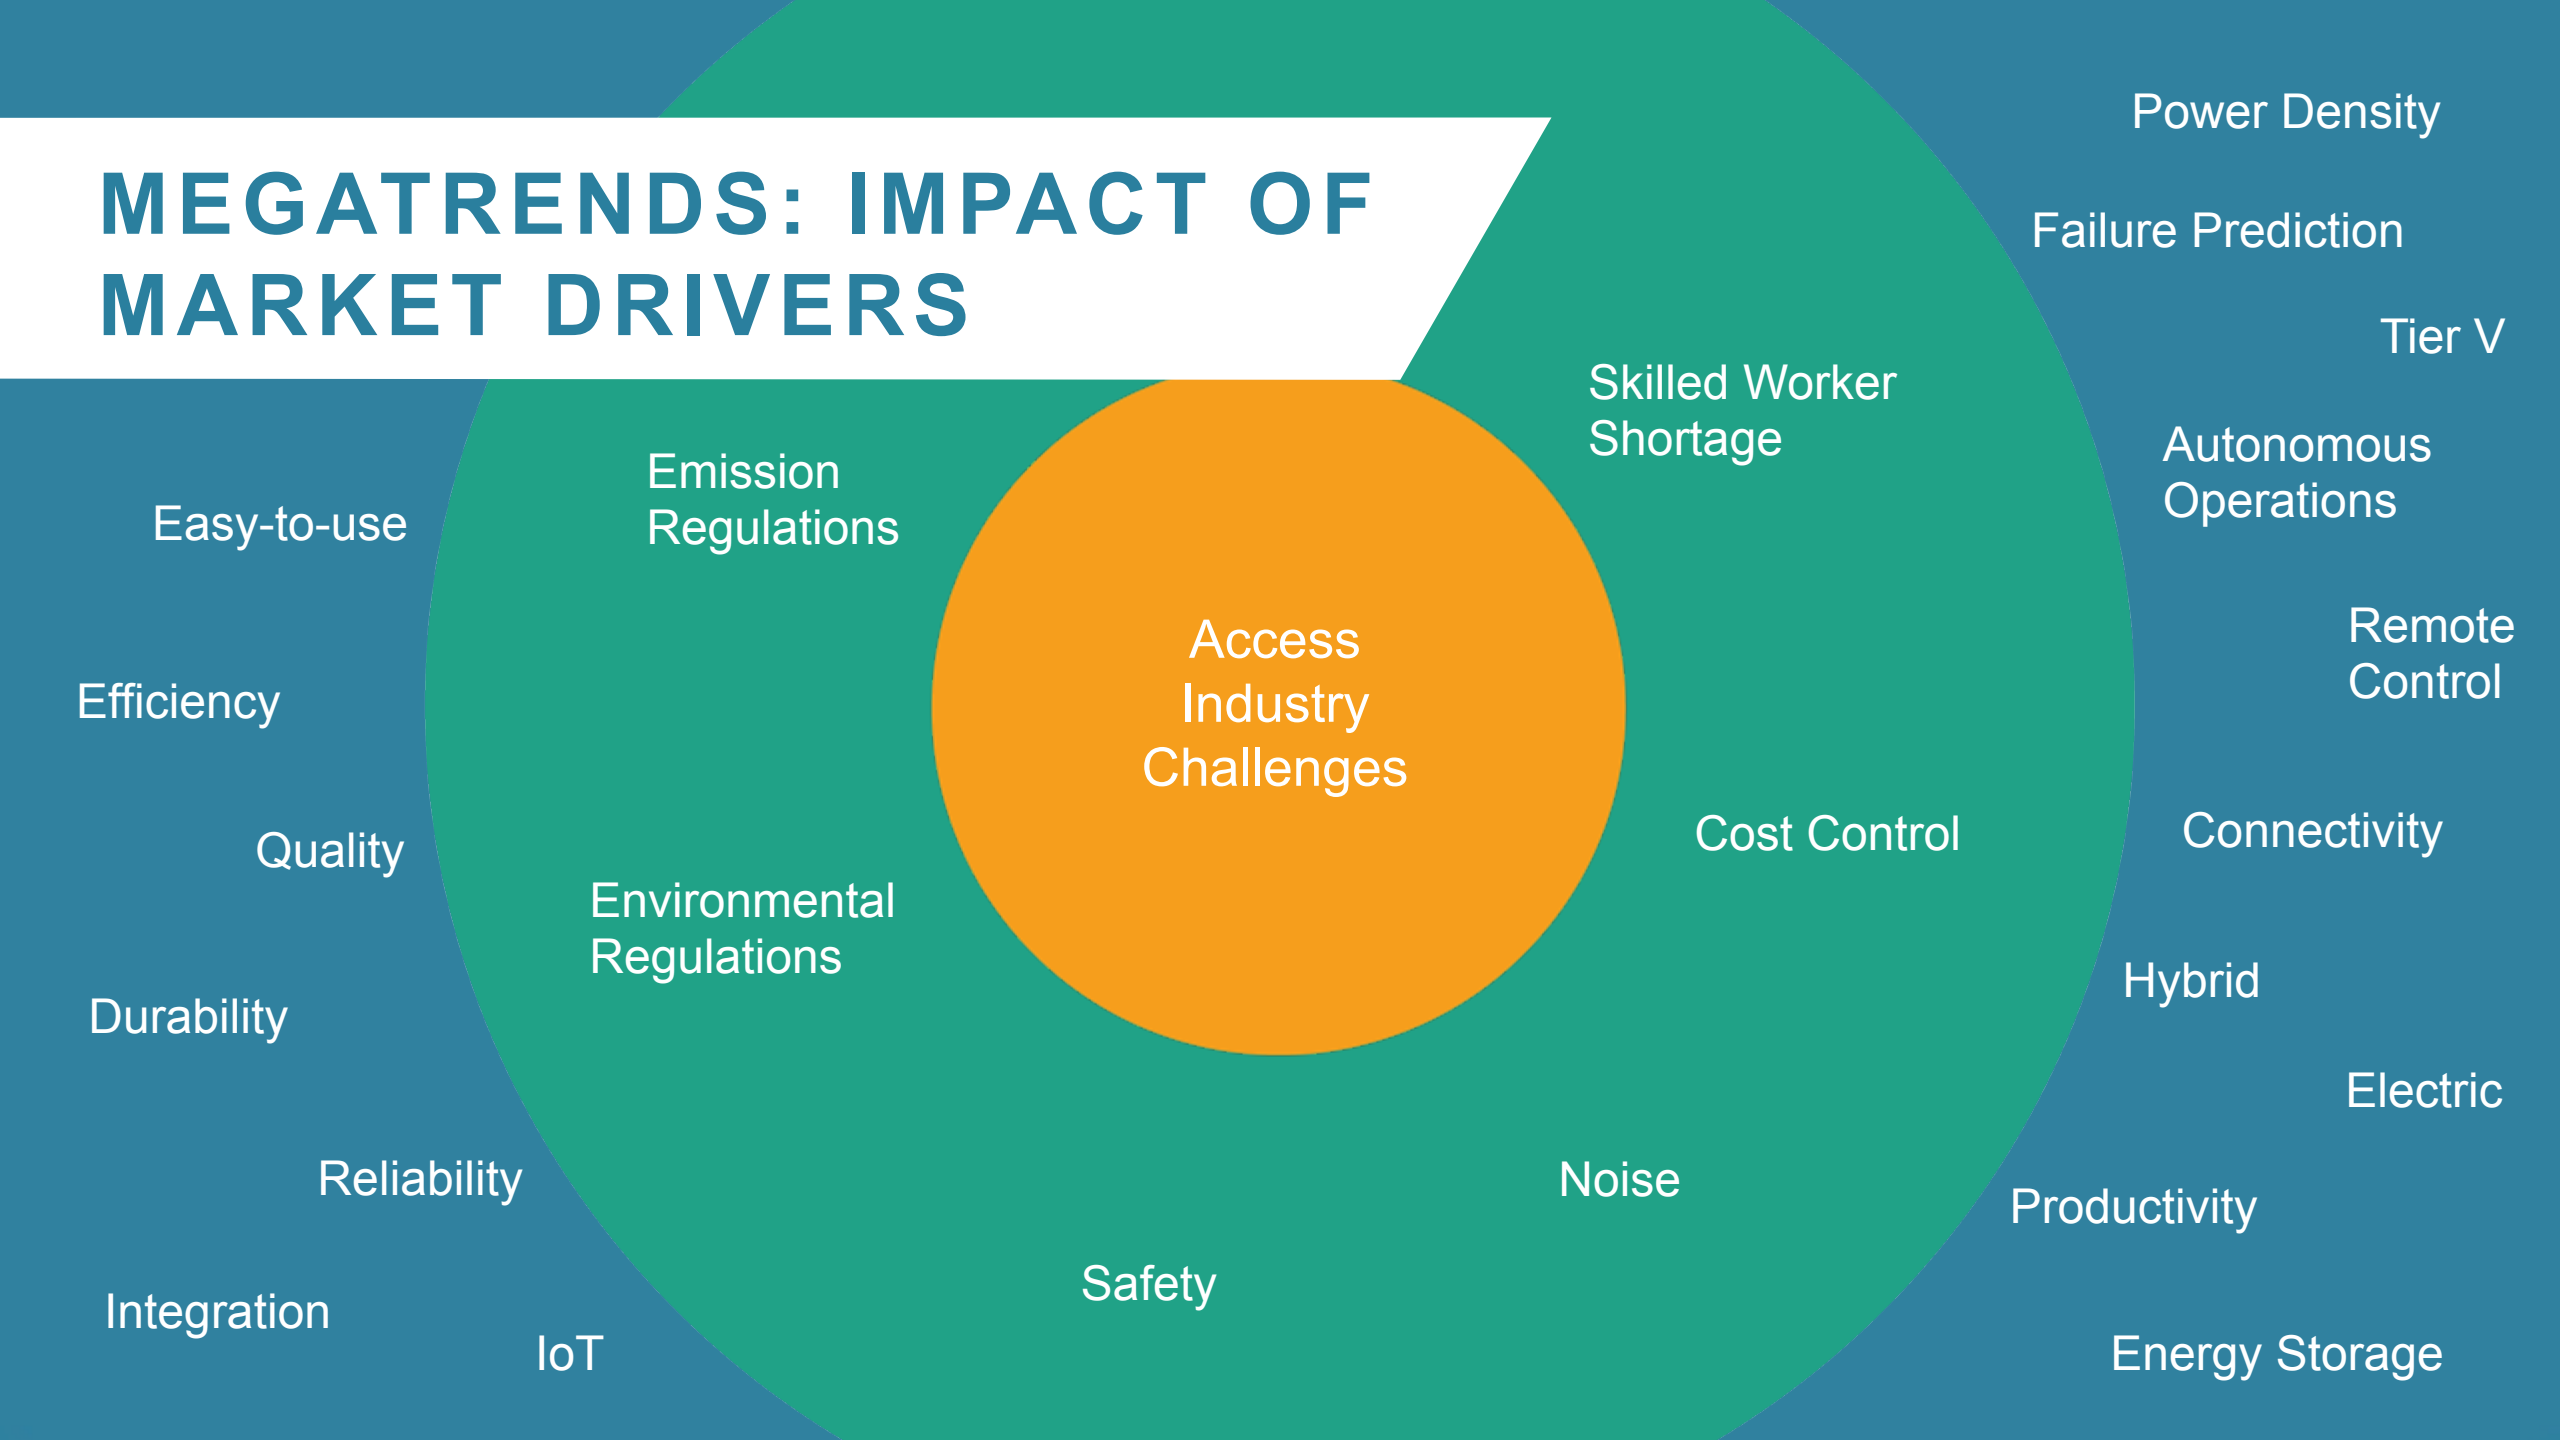 MEGATRENDS: IMPACT OF
MARKET DRIVERS
Easy-to-use
Efficiency
Quality
Durability
Reliability
Integration
IoT
Emission
Regulations
Environmental
Regulations
Access
Industry
Challenges
Skilled Worker
Shortage
Cost Control
Noise
Safety
Power Density
Failure Prediction
Tier V
Autonomous
Operations
Remote
Control
Connectivity
Hybrid
Electric
Productivity
Energy Storage